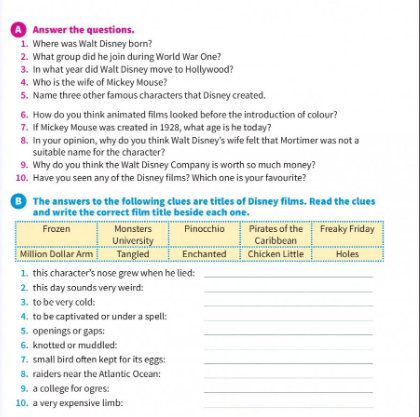 A Answer the questions.
1. Where was Walt Disney born?
2. What group did he join during World War One?
3. In what year did Walt Disney move to Hollywood?
4. Who is the wife of Mickey Mouse?
5. Name three other famous characters that Disney created.
6. How do you think animated films looked before the introduction of colour?
7. If Mickey Mouse was created in 1928, what age is he today?
8. In your opinion, why do you think Walt Disney's wife felt that Mortimer was not a
suitable name for the character?
9. Why do you think the Walt Disney Company is worth so much money?
10. Have you seen any of the Disney films? Which one is your favourite?
B The answers to the following clues are titles of Disney films. Read the clues
and write the correct film title beside each one.
Frozen Monsters Pinocchio Pirates of the Freaky Friday
University Caribbean
Million Dollar Arm Tangled Enchanted Chicken Little Holes
1. this character's nose grew when he lied:
2. this day sounds very weird:
3. to be very cold:
4. to be captivated or under a spell:
5. openings or gaps:
6. knotted or muddled:
7. small bird often kept for its eggs:
8. raiders near the Atlantic Ocean:
9. a college for ogres:
10. a very expensive limb: